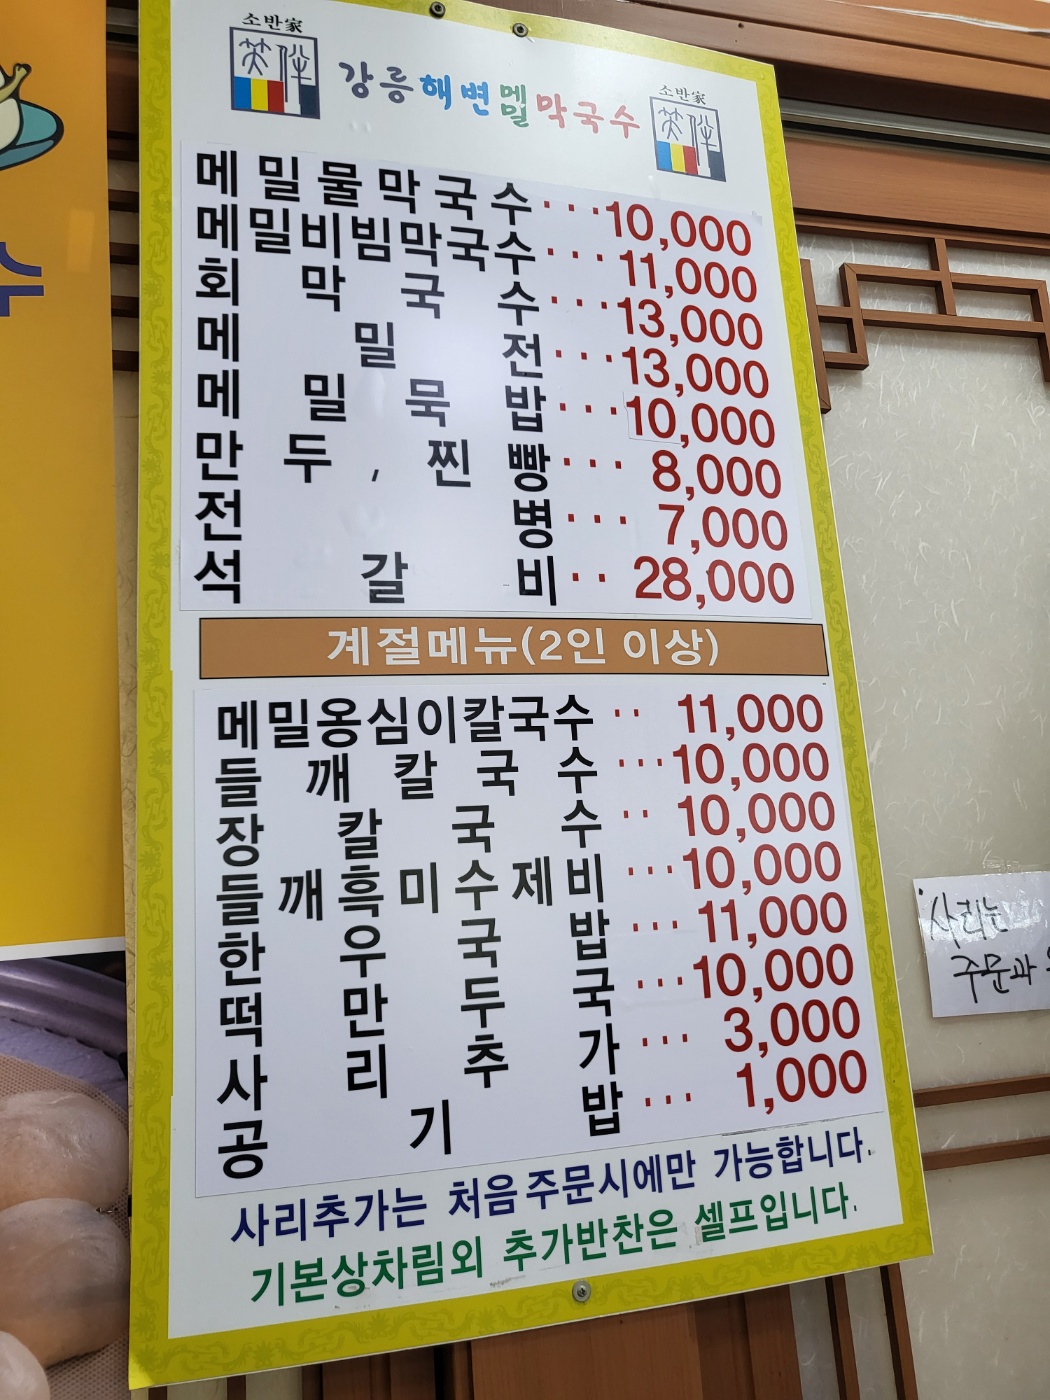 소반家
소반家
강릉해변메밀막국수
메밀물막국수···10,000
메밀비빔막국수···11,000
회막국수···13,000
메밀전···13,000
메밀묵밥···10,000
만두,찐빵···8,000
전병···7,000
석갈비··28,000
계절메뉴(2인 이상)
메밀옹심이칼국수··11,000
들깨칼국수···10,000
장칼국수··10,000
들깨흑미수제비···10,000
한우국밥···11,000
떡만두국···10,000
사리추가···3,000
공기밥···1,000
사리추가는 처음주문시에만 가능합니다.
기본상차림외 추가반찬은 셀프입니다.
수
사리는
주문과